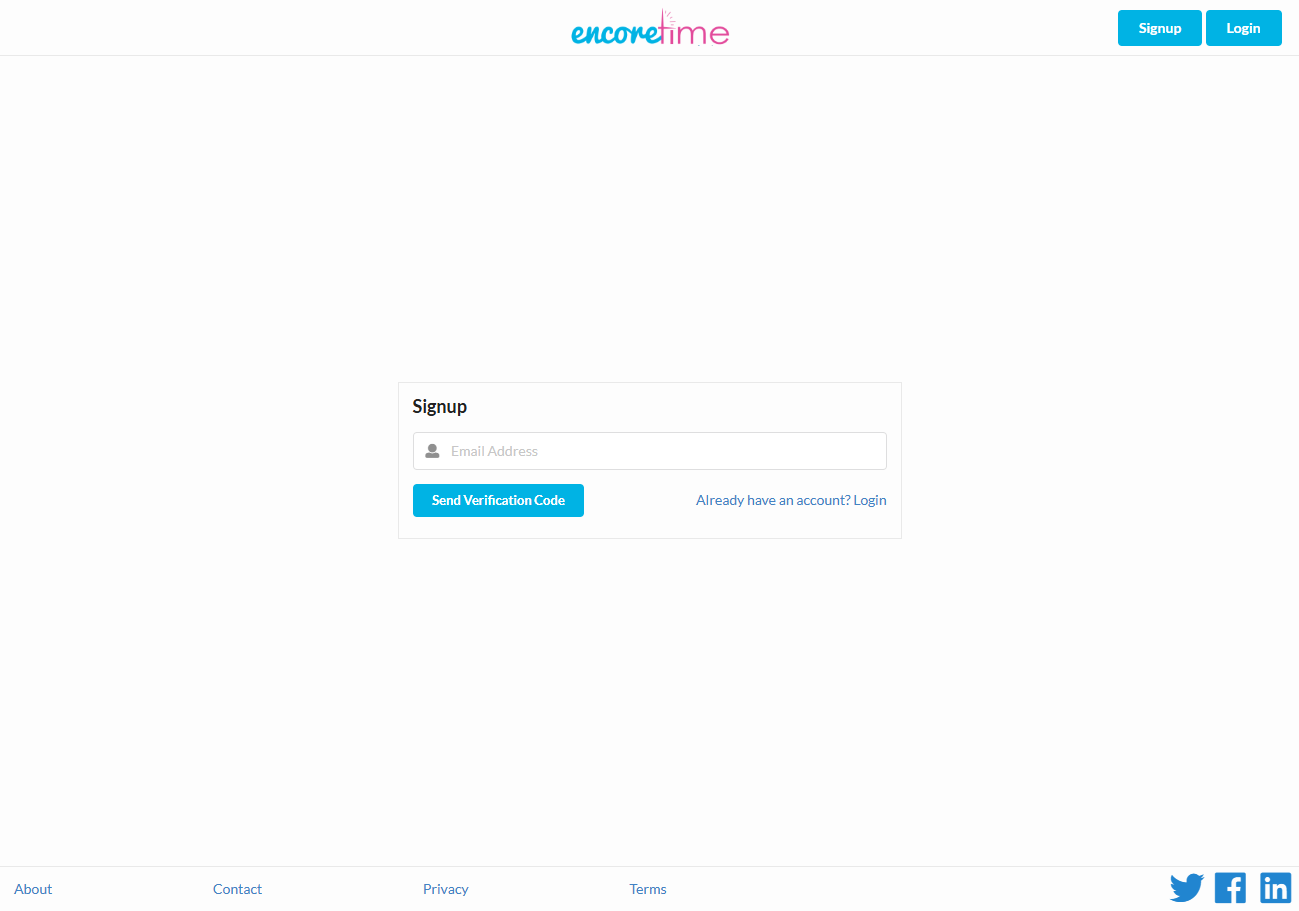 encoretime
Signup Login
Signup
Email Address
Send Verification Code Already have an account? Login
About Contact Privacy Terms